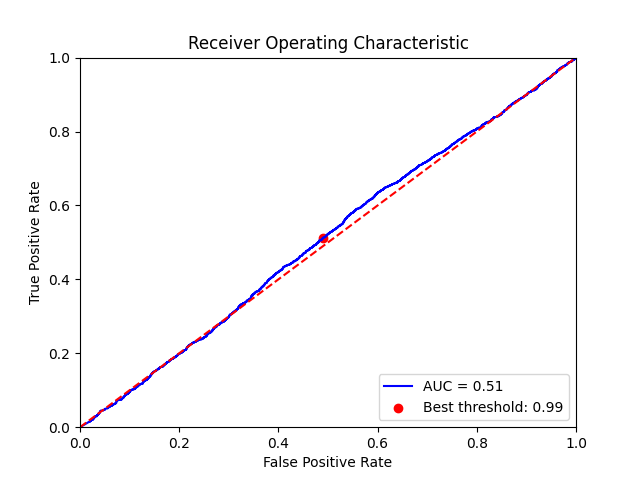 Receiver Operating Characteristic
1.0
0.8
0.6
0.4
0.2
0.0
True Positive Rate
AUC = 0.51
Best threshold: 0.99
0.0 0.2 0.4 0.6 0.8 1.0
False Positive Rate